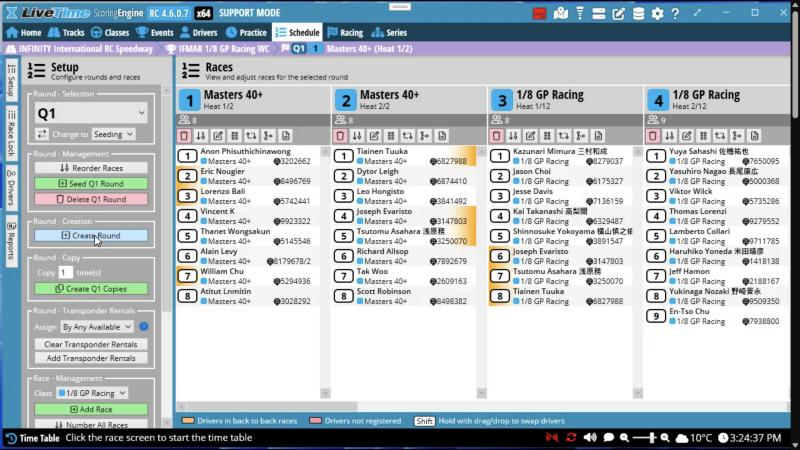 LiveTime ScoringEngine RC 4.6.0.7 x64 SUPPORT MODE
Home Tracks Classes Events Drivers Practice Schedule Racing Series
INFINITY International RC Speedway IFMAR 1/8 GP Racing WC Q1 1 Masters 40+ (Heat 1/2)
Setup
Race Lock
Drivers
Reports
Setup
Configure rounds and races
Round - Selection
Q1
Change to Seeding
Round - Management
Reorder Races
Seed Q1 Round
Delete Q1 Round
Round - Creation
Create Round
Round - Copy
Copy 1 time(s)
Create Q1 Copies
Round - Transponder Rentals
Assign By Any Available
Clear Transponder Rentals
Add Transponder Rentals
Race - Management
Class 1/8 GP Racing
Add Race
Number All Races
Races
View and adjust races for the selected round
1 Masters 40+
Heat 1/2
8
1 Anon Phisuthichinawong
Masters 40+ 3202662
2 Eric Nougier
Masters 40+ 8496769
3 Lorenzo Bali
Masters 40+ 8145042
4 Vincent K
Masters 40+ 9923322
5 Thanet Wongsakun
Masters 40+ 5145546
6 Alain Levy
Masters 40+ 8179678/2
7 William Chu
Masters 40+ 5294936
8 Atitut Lnmitin
Masters 40+ 3028292
2 Masters 40+
Heat 2/2
8
1 Tiainen Tuuka
Masters 40+ 6827988
2 Dytor Leigh
Masters 40+ 6874410
3 Leo Hongisto
Masters 40+ 3841492
4 Joseph Evaristo
Masters 40+ 3147803
5 Tsutomu Asahara 浅原務
Masters 40+ 3250070
6 Richard Allsop
Masters 40+ 7892679
7 Tak Woo
Masters 40+ 2609163
8 Scott Robinson
Masters 40+ 8498382
3 1/8 GP Racing
Heat 1/12
8
1 Kazunari Mimura 三村和成
1/8 GP Racing 8279037
2 Jason Choi
1/8 GP Racing 6175327
3 Jesse Davis
1/8 GP Racing 7136159
4 Kai Takanashi 高梨開
1/8 GP Racing 6329487
5 Shinnosuke Yokoyama 横山慎之佑
1/8 GP Racing 3891547
6 Joseph Evaristo
1/8 GP Racing 3147803
7 Tsutomu Asahara 浅原務
1/8 GP Racing 3250070
8 Tiainen Tuuka
1/8 GP Racing 6827988
4 1/8 GP Racing
Heat 2/12
9
1 Yuya Sahashi 佐橋祐也
1/8 GP Racing 7650095
2 Yasuhiro Nagao 長尾康広
1/8 GP Racing 5000368
3 Viktor Wilck
1/8 GP Racing 5735286
4 Thomas Lorenzi
1/8 GP Racing 9279552
5 Lamberto Collari
1/8 GP Racing 9711785
6 Haruhiko Yoneda 米田晴彦
1/8 GP Racing 1418138
7 Jeff Hamon
1/8 GP Racing 2188167
8 Yukinaga Nozaki
1/8 GP Racing 9509350
9 En-Tso Chu
1/8 GP Racing 7938800
Drivers in back to back races Drivers not registered Shift Hold with drag/drop to swap drivers
Time Table Click the race screen to start the time table 10°C 3:24:37 PM